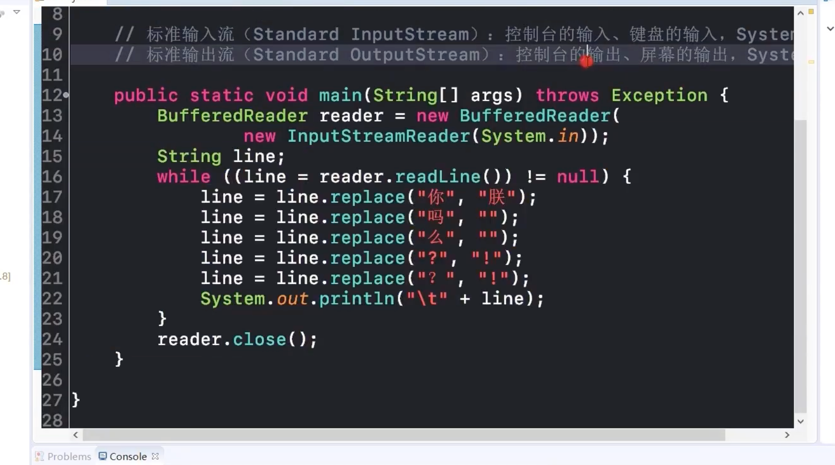 8
9 // 标准输入流（Standard InputStream）：控制台的输入、键盘的输入，System
10 // 标准输出流（Standard OutputStream）：控制台的输出、屏幕的输出，Syste
11
12 public static void main(String[] args) throws Exception {
13 BufferedReader reader = new BufferedReader(
14 new InputStreamReader(System.in));
15 String line;
16 while ((line = reader.readLine()) != null) {
17 line = line.replace("你", "朕");
18 line = line.replace("吗", "");
19 line = line.replace("么", "");
20 line = line.replace("?", "!");
21 line = line.replace("？", "!");
22 System.out.println("\t" + line);
23 }
24 reader.close();
25 }
26
27 }
28
.8]
Problems Console